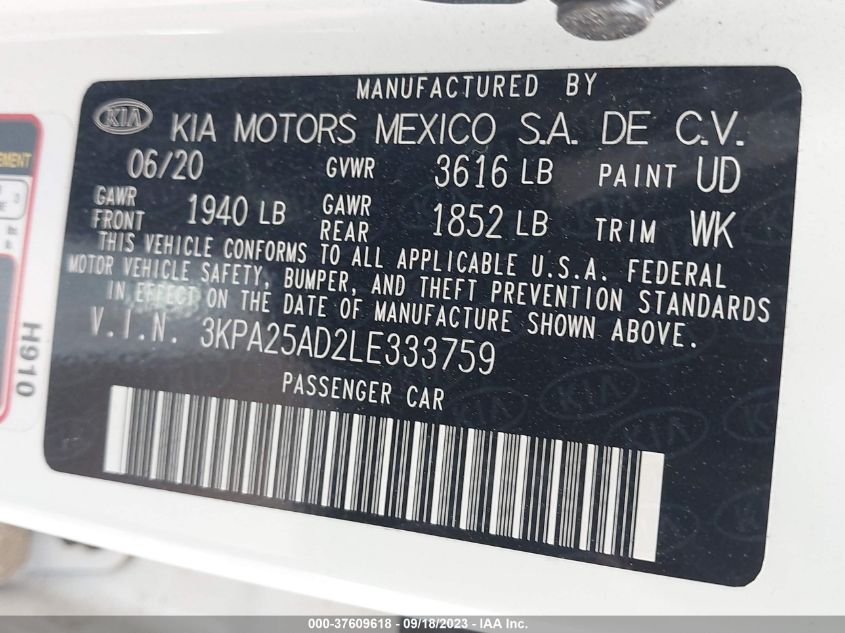 MANUFACTURED BY
KIA KIA MOTORS MEXICO S.A. DE C.V.
06/20 GVWR 3616 LB PAINT UD
GAWR FRONT 1940 LB GAWR REAR 1852 LB TRIM WK
THIS VEHICLE CONFORMS TO ALL APPLICABLE U.S.A. FEDERAL
MOTOR VEHICLE SAFETY, BUMPER, AND THEFT PREVENTION STANDARDS
IN EFFECT ON THE DATE OF MANUFACTURE SHOWN ABOVE.
V.I.N. 3KPA25AD2LE333759
PASSENGER CAR
H910
000-37609618 - 09/18/2023 - IAA Inc.